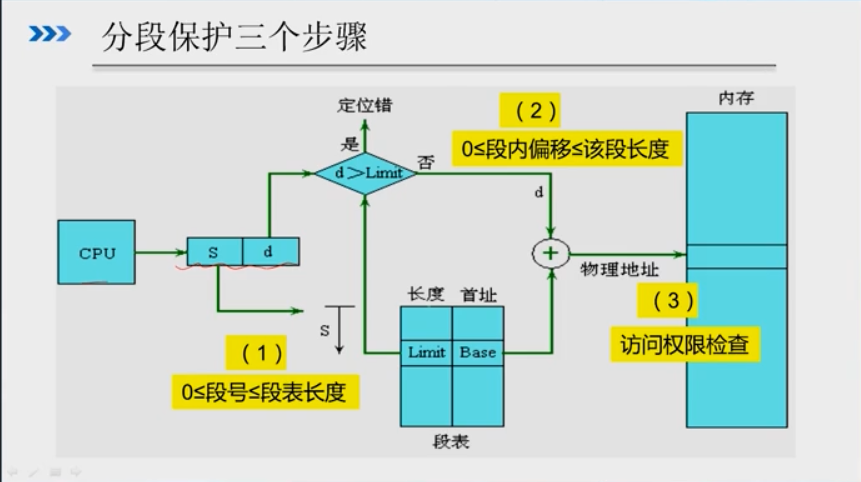 分段保护三个步骤
定位错
（2）
内存
是
否
0≤段内偏移≤该段长度
d＞Limit
d
CPU
S
d
+
物理地址
长度
首址
（3）
S
（1）
Limit
Base
访问权限检查
0≤段号≤段表长度
段表